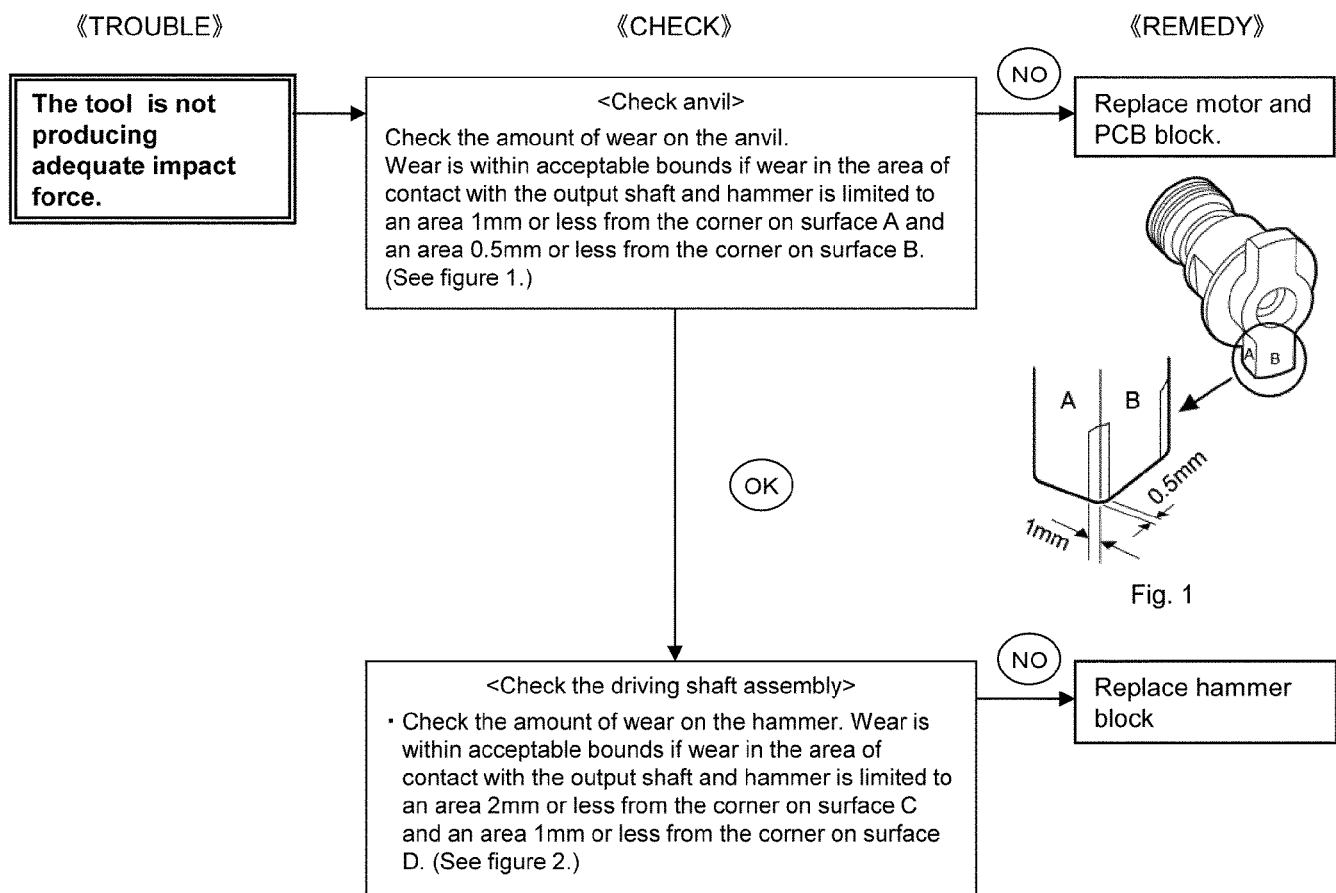 《TROUBLE》
《CHECK》
《REMEDY》
The tool is not
producing
adequate impact
force.
<Check anvil>
Check the amount of wear on the anvil.
Wear is within acceptable bounds if wear in the area of
contact with the output shaft and hammer is limited to
an area 1mm or less from the corner on surface A and
an area 0.5mm or less from the corner on surface B.
(See figure 1.)
NO
Replace motor and
PCB block.
A
B
A
B
0.5mm
1mm
Fig. 1
OK
<Check the driving shaft assembly>
・Check the amount of wear on the hammer. Wear is
within acceptable bounds if wear in the area of
contact with the output shaft and hammer is limited to
an area 2mm or less from the corner on surface C
and an area 1mm or less from the corner on surface
D. (See figure 2.)
NO
Replace hammer
block